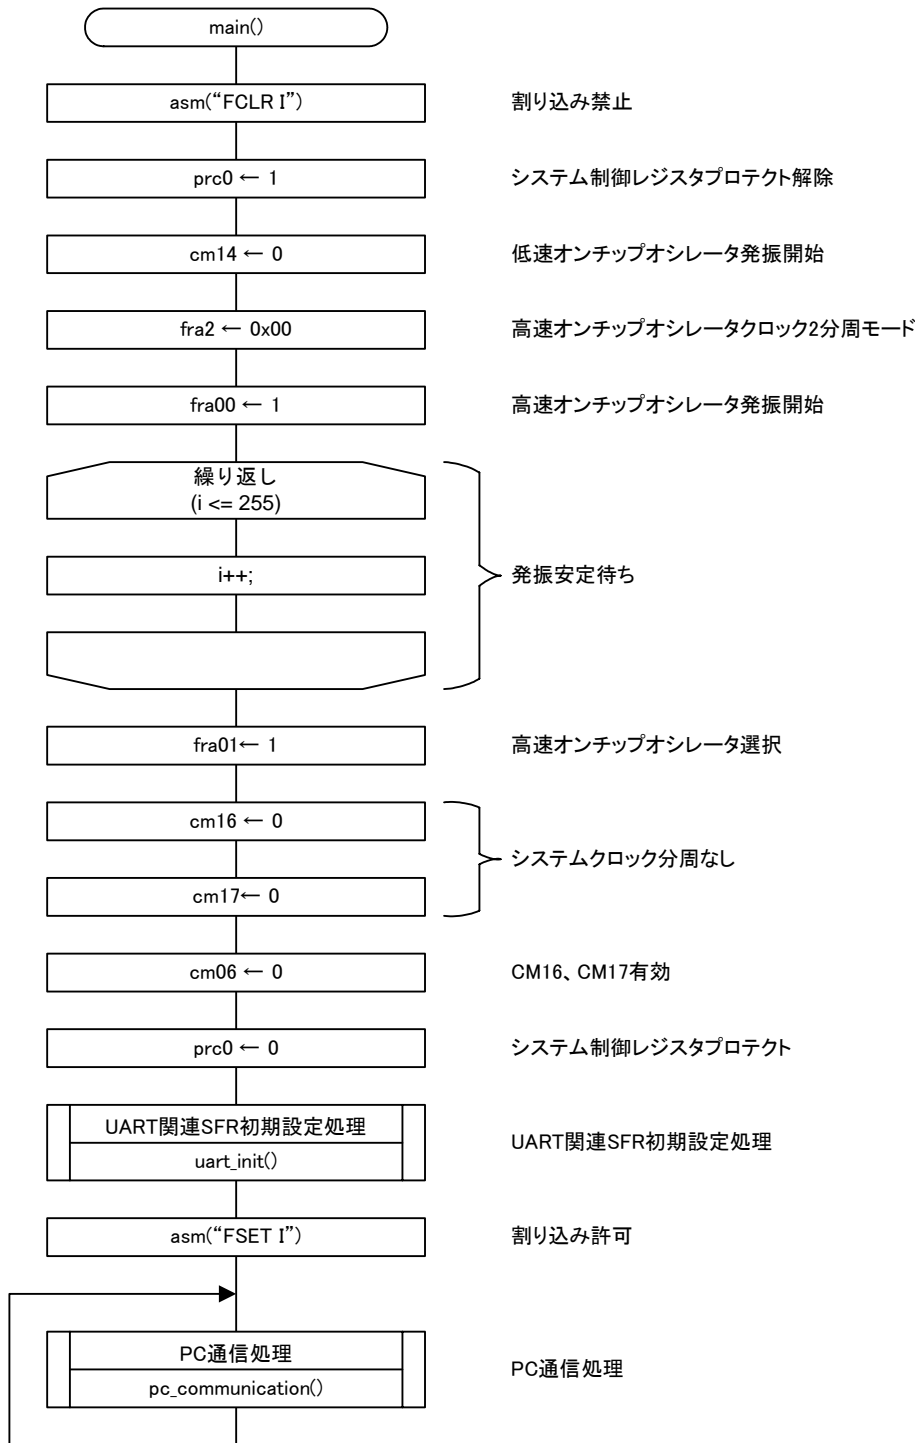 main()
asm(“FCLR I”)
割り込み禁止
prc0 ← 1
システム制御レジスタプロテクト解除
cm14 ← 0
低速オンチップオシレータ発振開始
fra2 ← 0x00
高速オンチップオシレータクロック2分周モード
fra00 ← 1
高速オンチップオシレータ発振開始
繰り返し
(i <= 255)
i++;
発振安定待ち
fra01← 1
高速オンチップオシレータ選択
cm16 ← 0
システムクロック分周なし
cm17← 0
cm06 ← 0
CM16、CM17有効
prc0 ← 0
システム制御レジスタプロテクト
UART関連SFR初期設定処理
uart_init()
UART関連SFR初期設定処理
asm(“FSET I”)
割り込み許可
PC通信処理
pc_communication()
PC通信処理